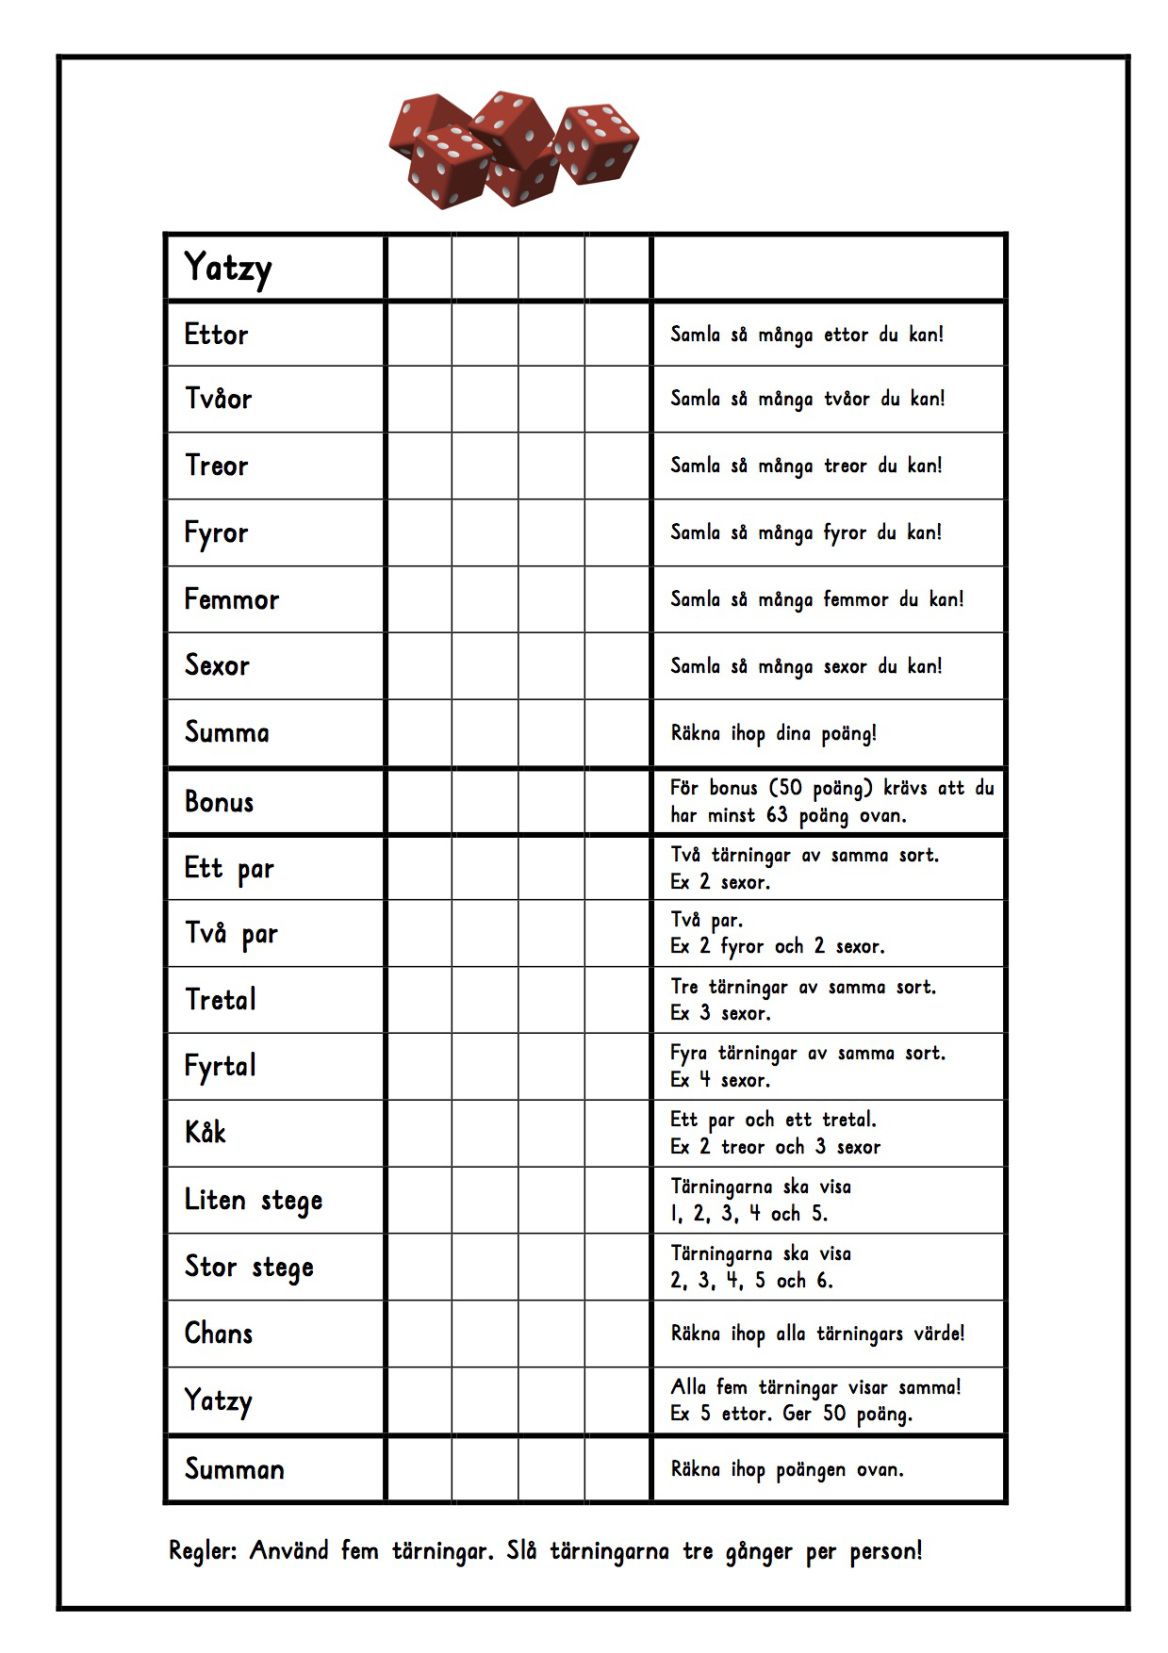 Yatzy
Ettor
Samla så många ettor du kan!
Tvåor
Samla så många tvåor du kan!
Treor
Samla så många treor du kan!
Fyror
Samla så många fyror du kan!
Femmor
Samla så många femmor du kan!
Sexor
Samla så många sexor du kan!
Summa
Räkna ihop dina poäng!
Bonus
För bonus (50 poäng) krävs att du
har minst 63 poäng ovan.
Ett par
Två tärningar av samma sort.
Ex 2 sexor.
Två par
Två par.
Ex 2 fyror och 2 sexor.
Tretal
Tre tärningar av samma sort.
Ex 3 sexor.
Fyrtal
Fyra tärningar av samma sort.
Ex 4 sexor.
Kåk
Ett par och ett tretal.
Ex 2 treor och 3 sexor
Liten stege
Tärningarna ska visa
1, 2, 3, 4 och 5.
Stor stege
Tärningarna ska visa
2, 3, 4, 5 och 6.
Chans
Räkna ihop alla tärningars värde!
Yatzy
Alla fem tärningar visar samma!
Ex 5 ettor. Ger 50 poäng.
Summan
Räkna ihop poängen ovan.
Regler: Använd fem tärningar. Slå tärningarna tre gånger per person!